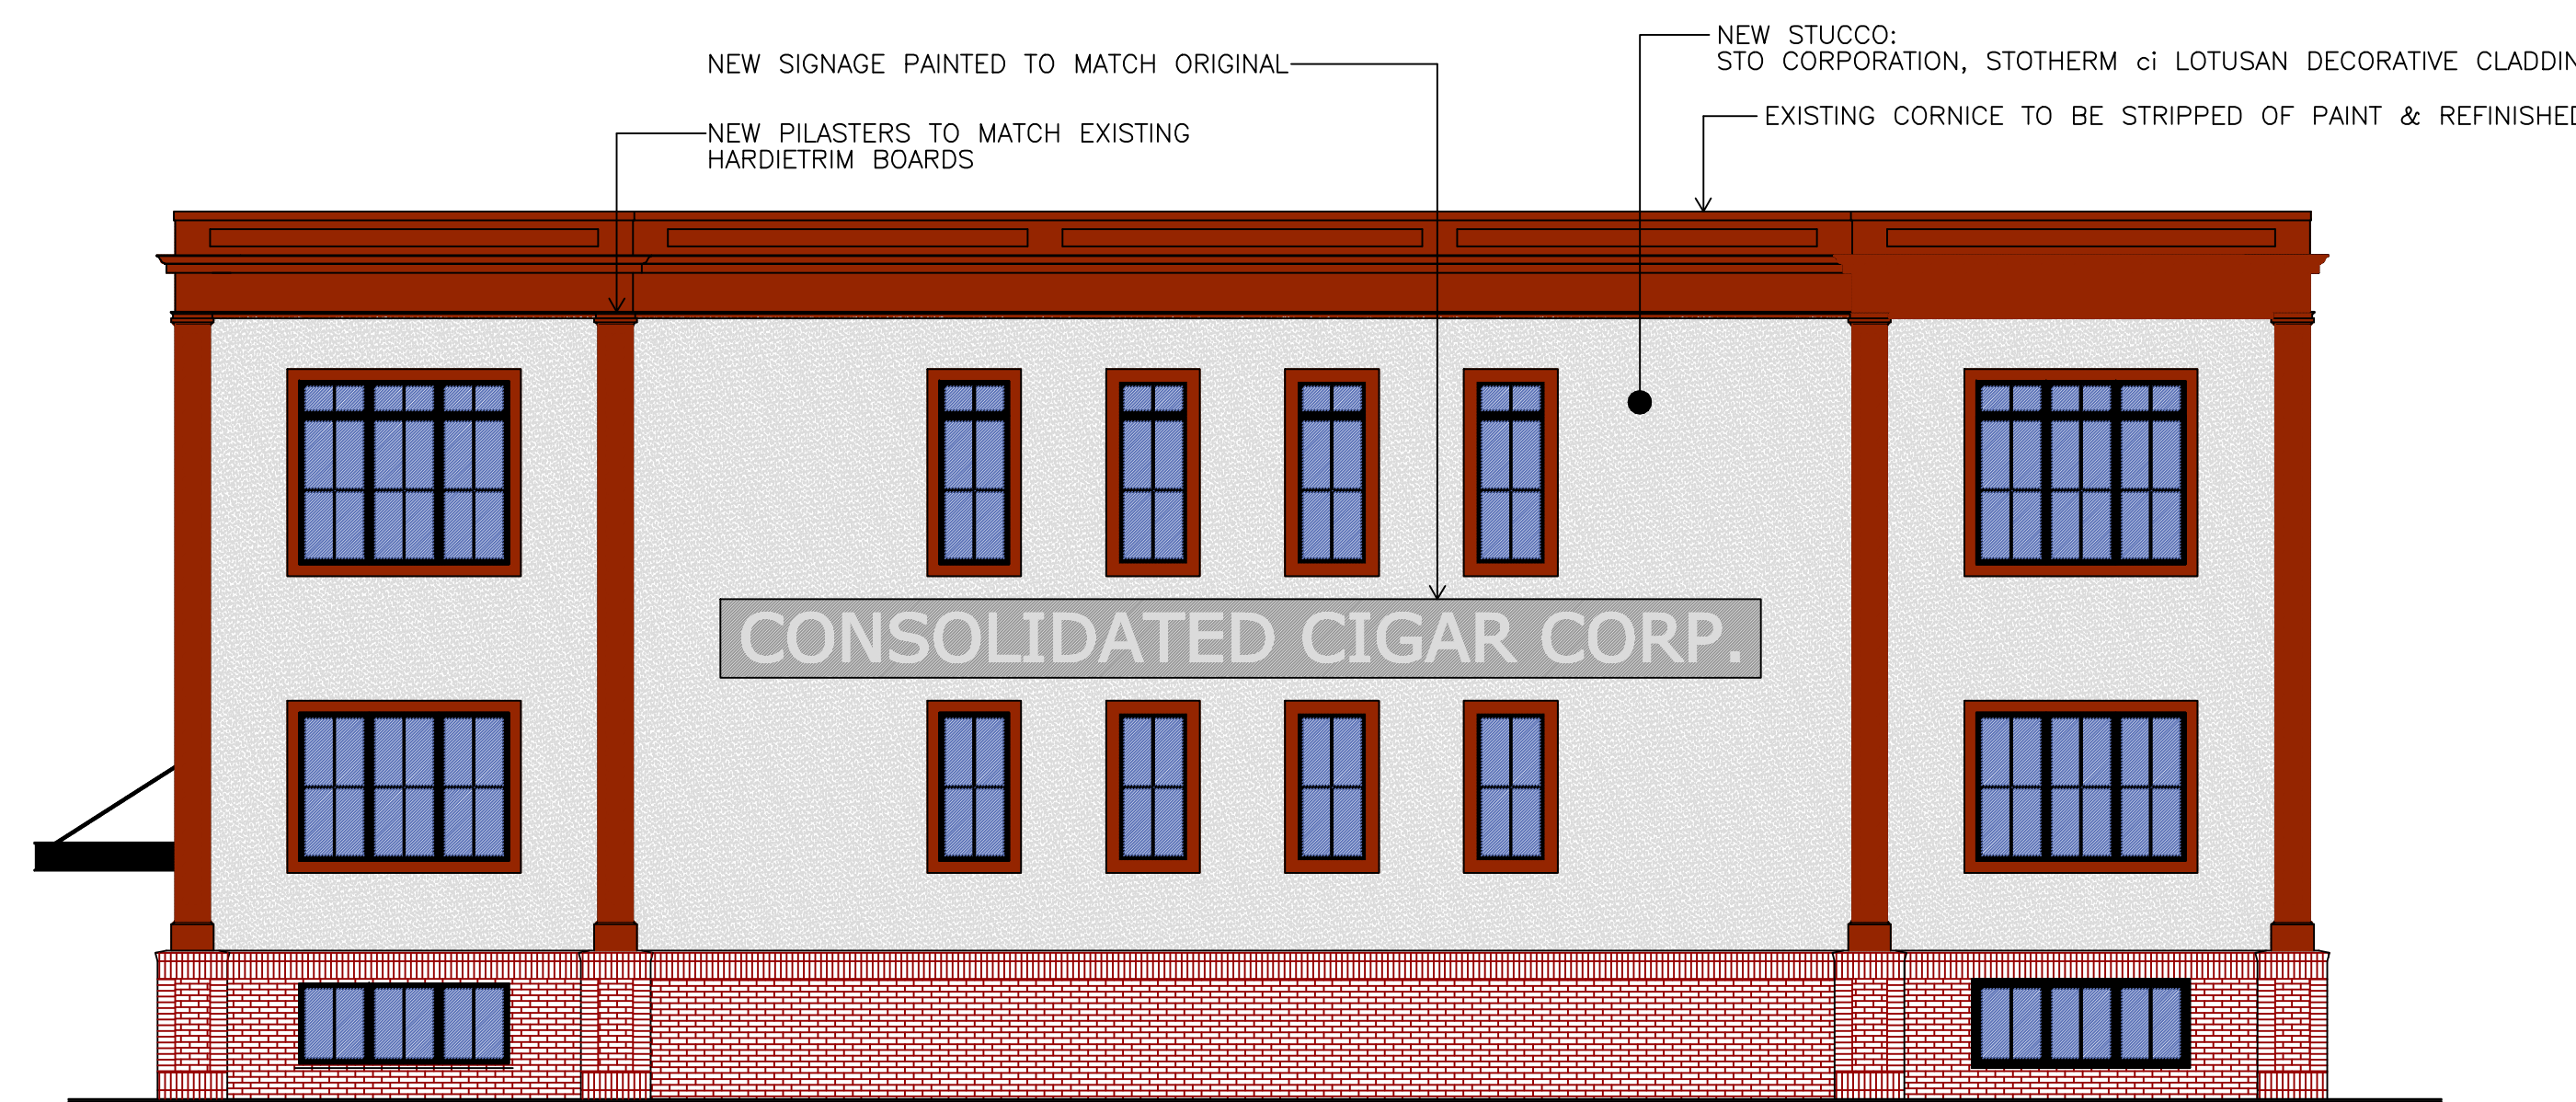 NEW STUCCO:
STO CORPORATION, STOTHERM ci LOTUSAN DECORATIVE
NEW SIGNAGE PAINTED TO MATCH ORIGINAL
EXISTING CORNICE TO BE STRIPPED OF PAINT & REFINISHED
NEW PILASTERS TO MATCH EXISTING
HARDIETRIM BOARDS
CONSOLIDATED CIGAR CORP.